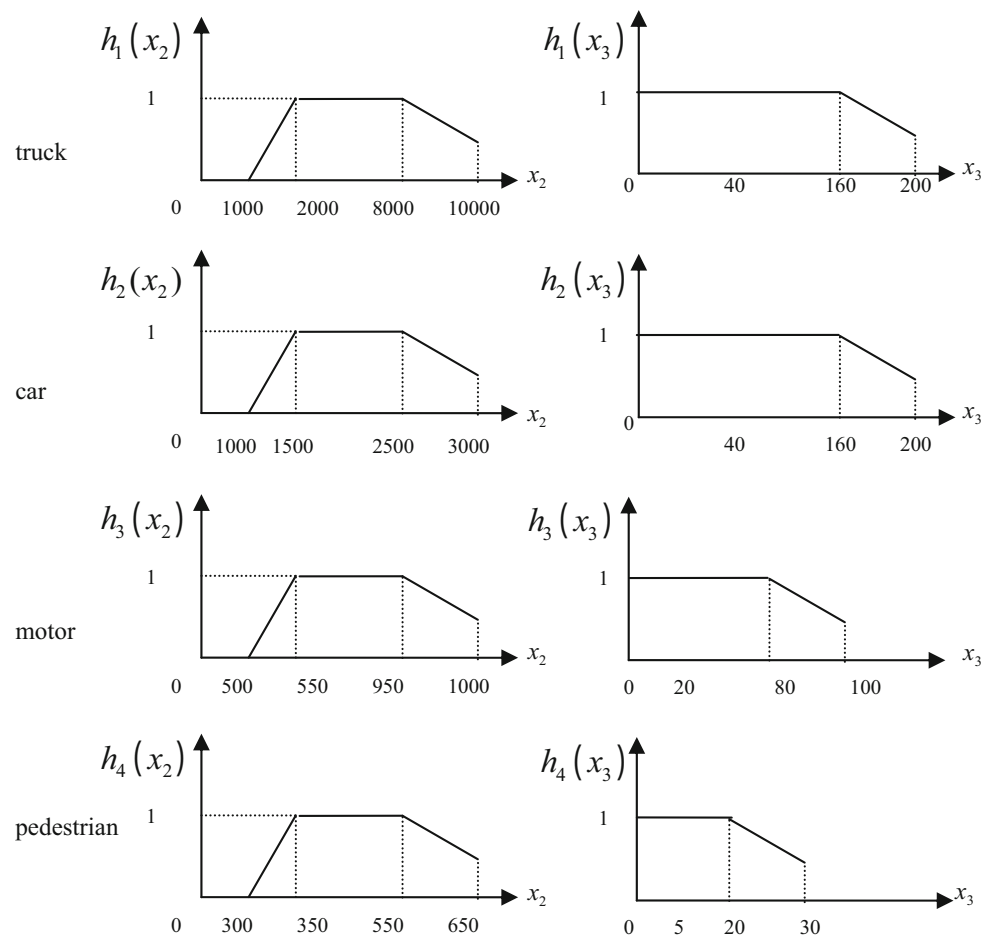 h₁(x₂) h₁(x₃)
1 1
truck
x₂ x₃
0 1000 2000 8000 10000 0 40 160 200
h₂(x₂) h₂(x₃)
1 1
car
x₂ x₃
0 1000 1500 2500 3000 0 40 160 200
h₃(x₂) h₃(x₃)
1 1
motor
x₂ x₃
0 500 550 950 1000 0 20 80 100
h₄(x₂) h₄(x₃)
pedestrian 1 1
x₂ x₃
0 300 350 550 650 0 5 20 30